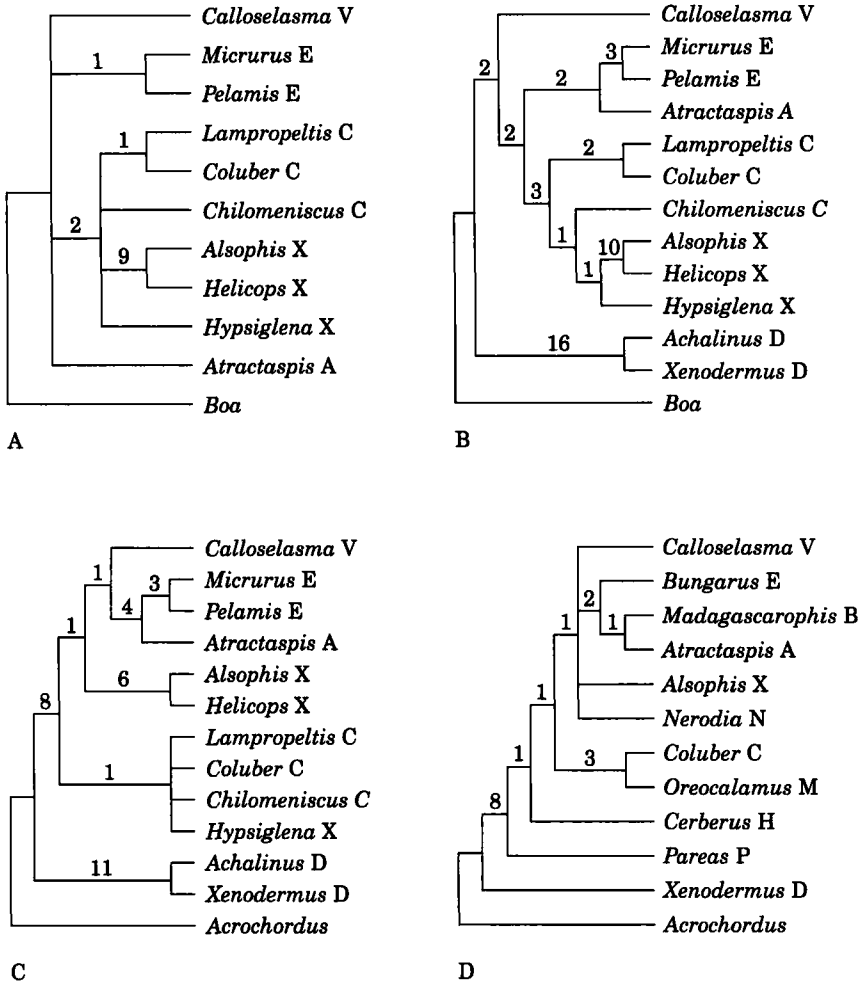 Calloselasma V
1
Micrurus E
Pelamis E
1
Lampropeltis C
Coluber C
2
Chilomeniscus C
9
Alsophis X
Helicops X
Hypsiglena X
Atractaspis A
Boa
A
Calloselasma V
2
3
Micrurus E
2
Pelamis E
Atractaspis A
2
2
Lampropeltis C
Coluber C
3
Chilomeniscus C
1
10
Alsophis X
1
Helicops X
Hypsiglena X
16
Achalinus D
Xenodermus D
Boa
B
Calloselasma V
1
3
Micrurus E
4
Pelamis E
1
Atractaspis A
6
Alsophis X
Helicops X
8
Lampropeltis C
1
Coluber C
Chilomeniscus C
Hypsiglena X
11
Achalinus D
Xenodermus D
Acrochordus
C
Calloselasma V
2
Bungarus E
1
1
Madagascarophis B
Atractaspis A
1
Alsophis X
Nerodia N
1
3
Coluber C
Oreocalamus M
8
Cerberus H
Pareas P
Xenodermus D
Acrochordus
D